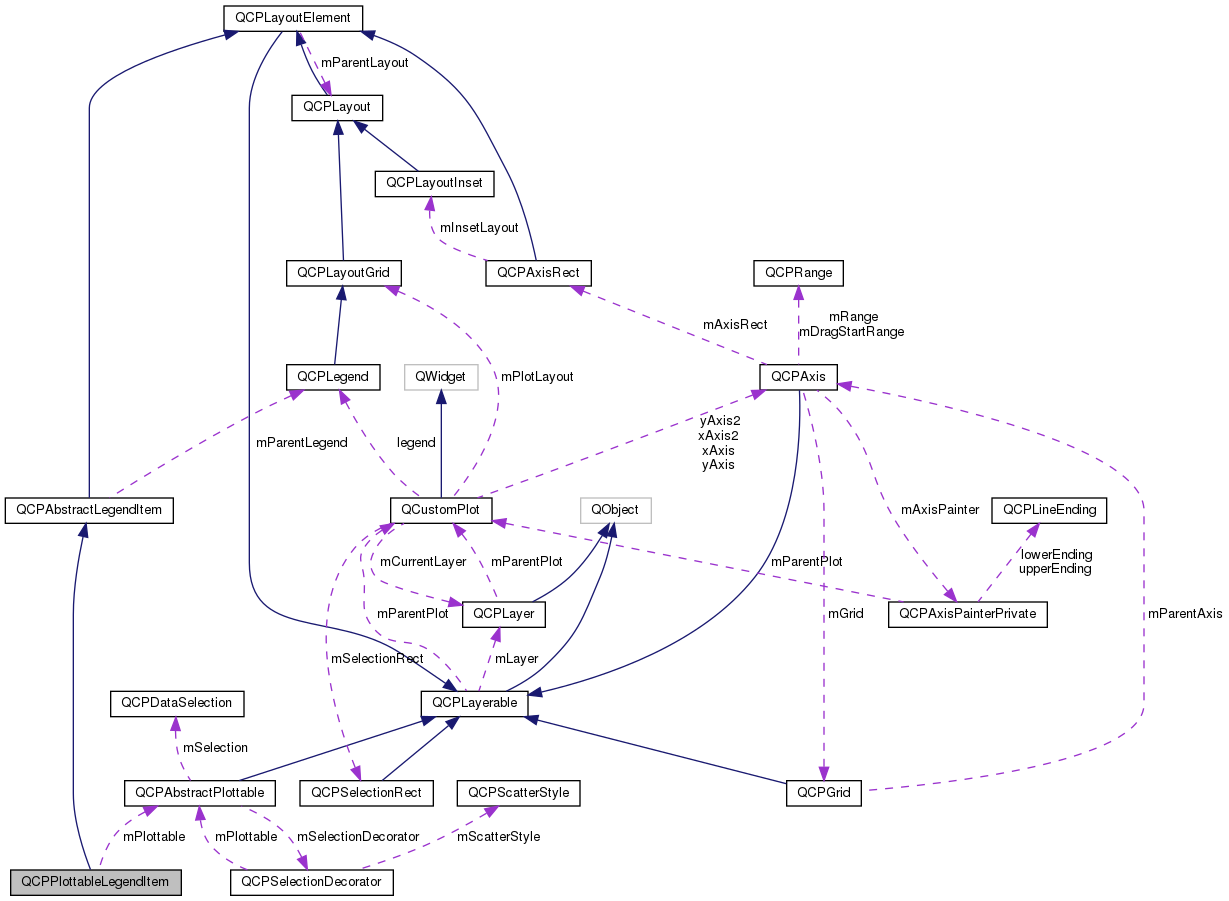 QCPLayoutElement
mParentLayout
QCPLayout
QCPLayoutInset
mInsetLayout
QCPLayoutGrid
QCPAxisRect
QCPRange
mAxisRect
mRange
mDragStartRange
QCPLegend
QWidget
mPlotLayout
QCPAxis
mParentLegend
legend
yAxis2
xAxis2
xAxis
yAxis
QCPAbstractLegendItem
QCustomPlot
QObject
mAxisPainter
QCPLineEnding
mCurrentLayer
mParentPlot
mParentPlot
lowerEnding
upperEnding
mParentPlot
QCPLayer
mGrid
QCPAxisPainterPrivate
mParentAxis
mSelectionRect
mLayer
QCPDataSelection
QCPLayerable
mSelection
QCPAbstractPlottable
QCPSelectionRect
QCPScatterStyle
QCPGrid
mPlottable
mPlottable
mSelectionDecorator
mScatterStyle
QCPPlottableLegendItem
QCPSelectionDecorator